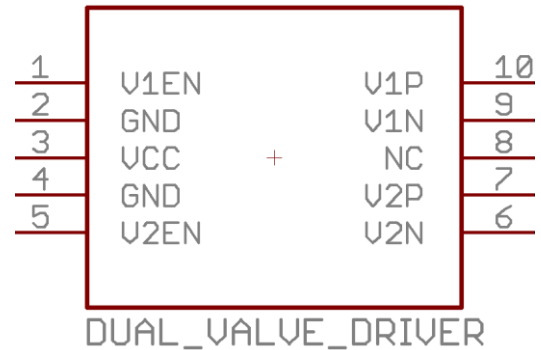 1 V1EN V1P 10
2 GND V1N 9
3 VCC NC 8
4 GND V2P 7
5 V2EN V2N 6
DUAL_VALVE_DRIVER